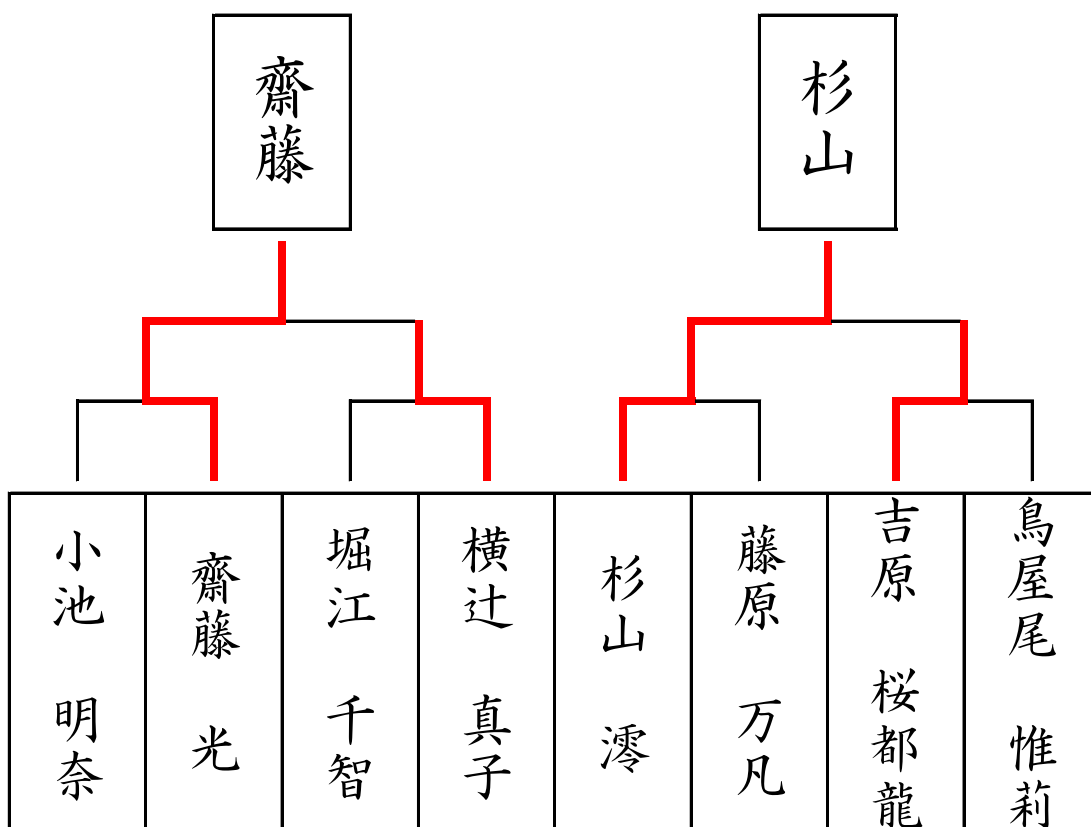 齋藤
杉山
小池 明奈
齋藤 光
堀江 千智
横辻 真子
杉山 澪
藤原 万凡
吉原 桜都龍
鳥屋尾 惟莉